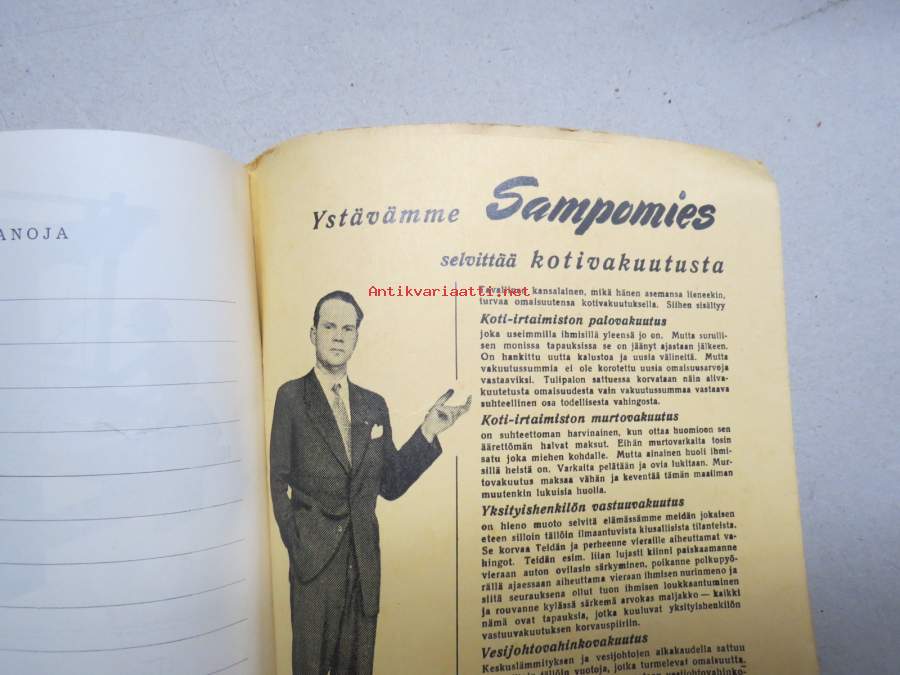 ANOJA
Ystävämme Sampomies
selvittää kotivakuutusta
Antikvariaatti.net
kansalainen, mikä hänen asemansa lieneekin,
turvaa omaisuutensa kotivakuutuksella. Siihen sisältyy
Koti-irtaimiston palovakuutus
joka useimmilla ihmisillä yleensä jo on. Mutta surulli-
sen monissa tapauksissa se on jäänyt ajastaan jälkeen.
On hankittu uutta kalustoa ja uusia välineitä. Mutta
vakuutussummia ei ole korotettu uusia omaisuusarvoja
vastaaviksi. Tulipalon sattuessa korvataan näin aliva-
kuutetusta omaisuudesta vain vakuutussummaa vastaava
suhteellinen osa todellisesta vahingosta.
Koti-irtaimiston murtovakuutus
on suhteettoman harvinainen, kun ottaa huomioon sen
äärettömän halvat maksut. Eihän murtovarkaita tosin
satu joka miehen kohdalle. Mutta ainainen huoli ihmi-
sillä heistä on. Varkaita pelätään ja ovia lukitaan. Mur-
tovakuutus maksaa vähän ja keventää tämän maailman
muutenkin lukuisia huolia.
Yksityishenkilön vastuuvakuutus
on hieno muoto selvitä elämässämme meidän jokaisen
eteen silloin tällöin ilmaantuvista kiusallisista tilanteista.
Se korvaa Teidän ja perheenne vieraille aiheuttamat va-
hingot. Teidän esim. liian lujasti kiinni paiskaamanne
vieraan auton ovilasin särkyminen, poikanne polkupyö-
rällä ajaessaan aiheuttama vieraan ihmisen nurinmeno ja
siitä seurauksena ollut tuon ihmisen loukkaantuminen
ja rouvanne kylässä särkemä arvokas maljakko — kaikki
nämä ovat tapauksia, jotka kuuluvat yksityishenkilön
vastuuvakuutuksen korvauspiiriin.
Vesijohtovahinkovakuutus
Keskuslämmityksen ja vesijohtojen aikakaudella sattuu
tällöin vuotoja, jotka turmelevat omaisuutta.
vesijohtovahinko-